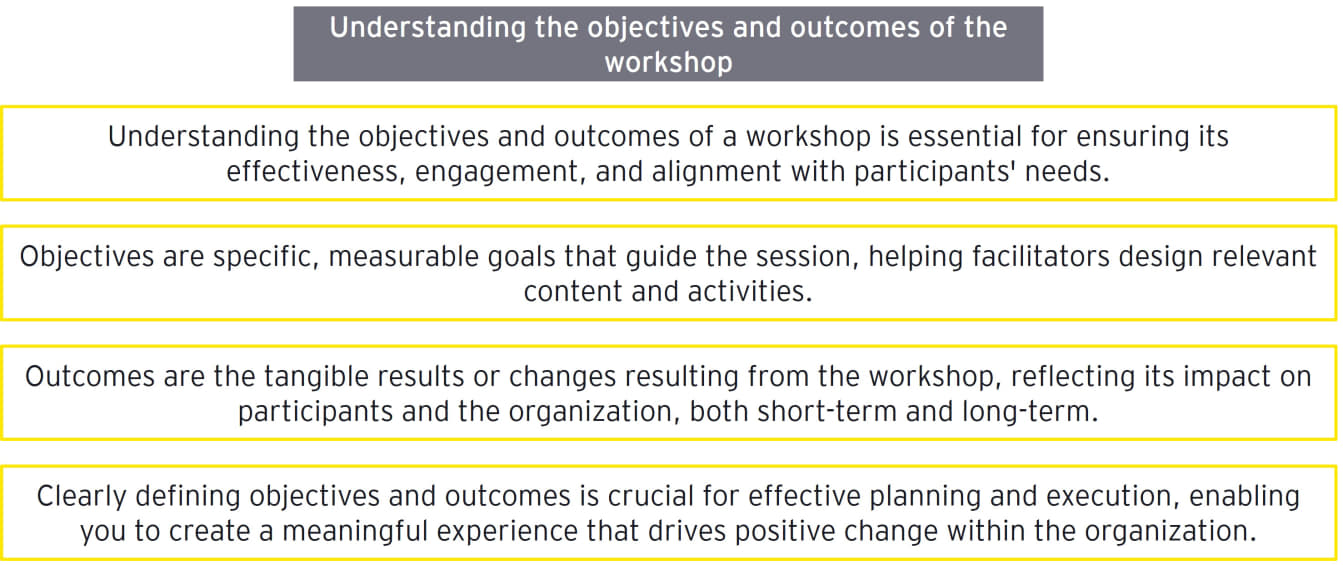 Understanding the objectives and outcomes of the
workshop
Understanding the objectives and outcomes of a workshop is essential for ensuring its
effectiveness, engagement, and alignment with participants' needs.
Objectives are specific, measurable goals that guide the session, helping facilitators design relevant
content and activities.
Outcomes are the tangible results or changes resulting from the workshop, reflecting its impact on
participants and the organization, both short-term and long-term.
Clearly defining objectives and outcomes is crucial for effective planning and execution, enabling
you to create a meaningful experience that drives positive change within the organization.